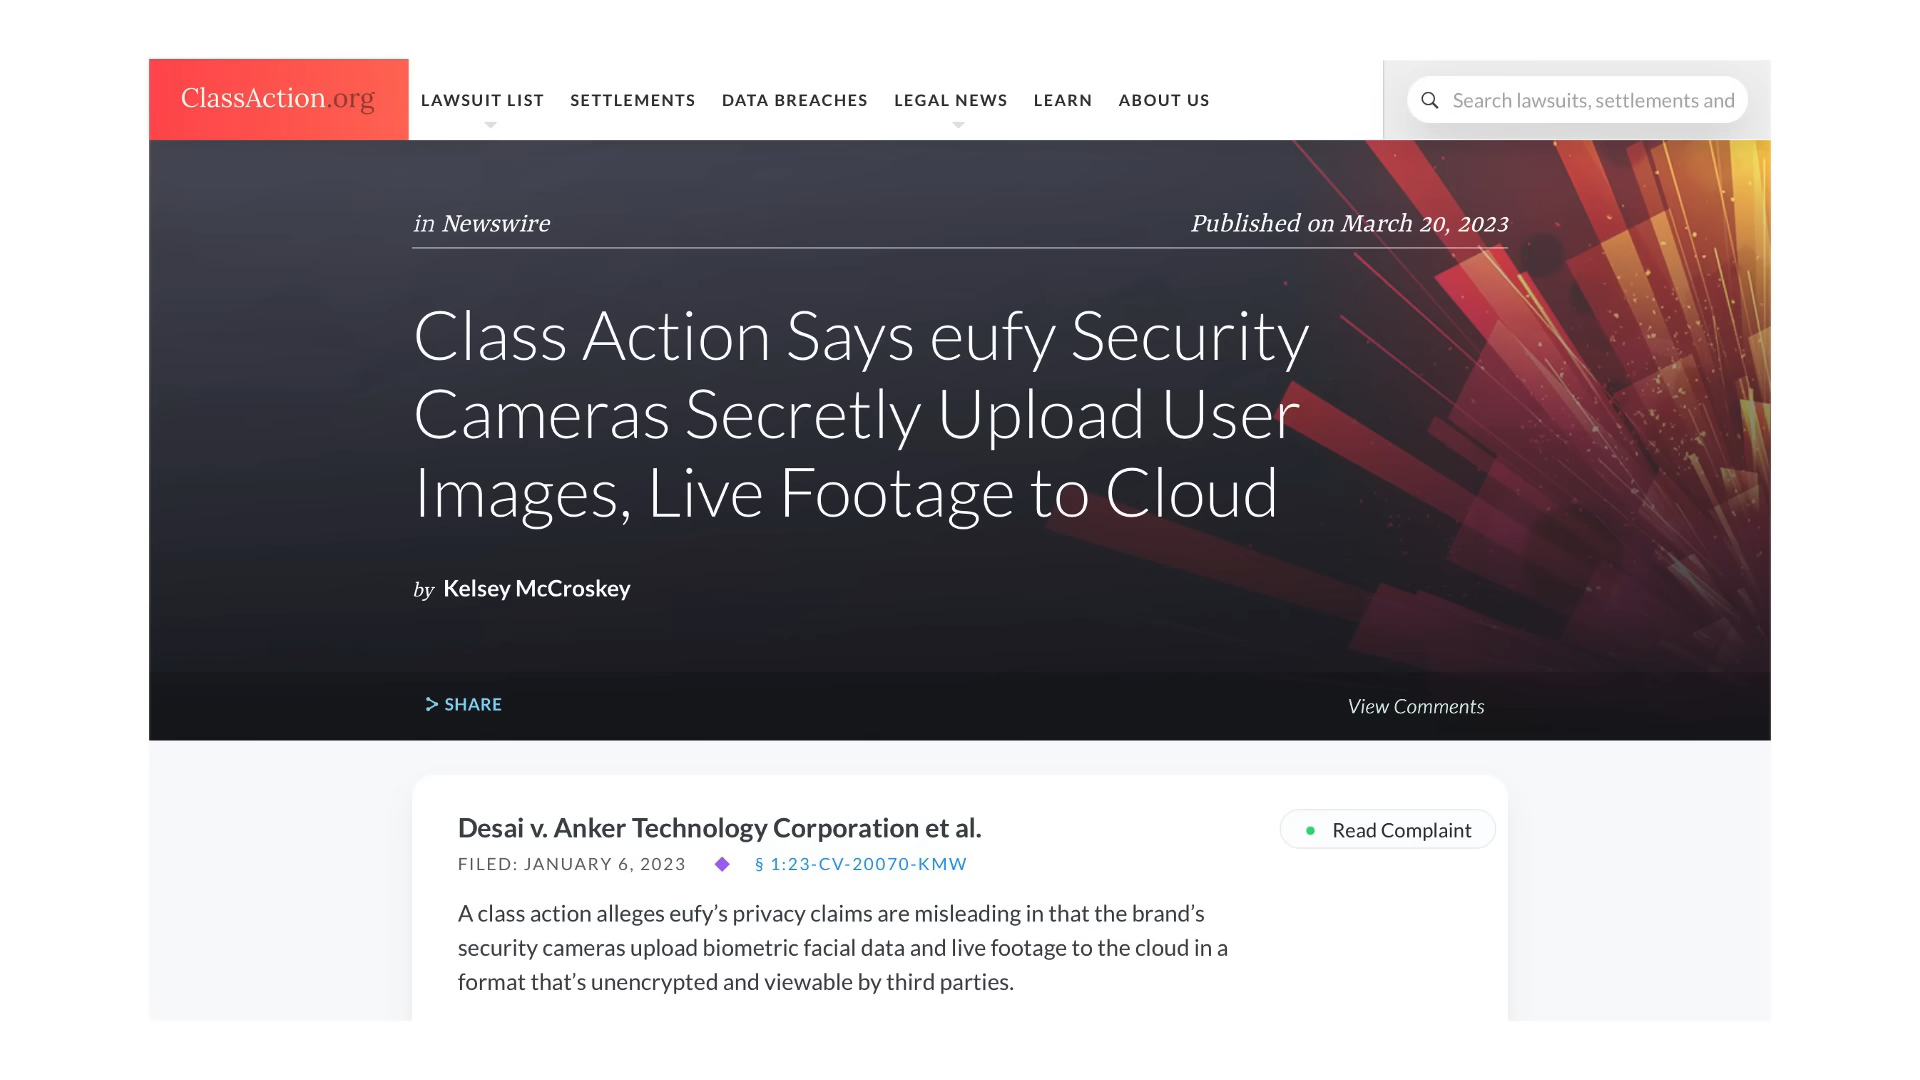 ClassAction.org
LAWSUIT LIST SETTLEMENTS DATA BREACHES LEGAL NEWS LEARN ABOUT US
Search lawsuits, settlements and
in Newswire
Published on March 20, 2023
Class Action Says eufy Security
Cameras Secretly Upload User
Images, Live Footage to Cloud
by Kelsey McCroskey
SHARE
View Comments
Desai v. Anker Technology Corporation et al.
Read Complaint
FILED: JANUARY 6, 2023 ◆ § 1:23-CV-20070-KMW
A class action alleges eufy’s privacy claims are misleading in that the brand’s
security cameras upload biometric facial data and live footage to the cloud in a
format that’s unencrypted and viewable by third parties.